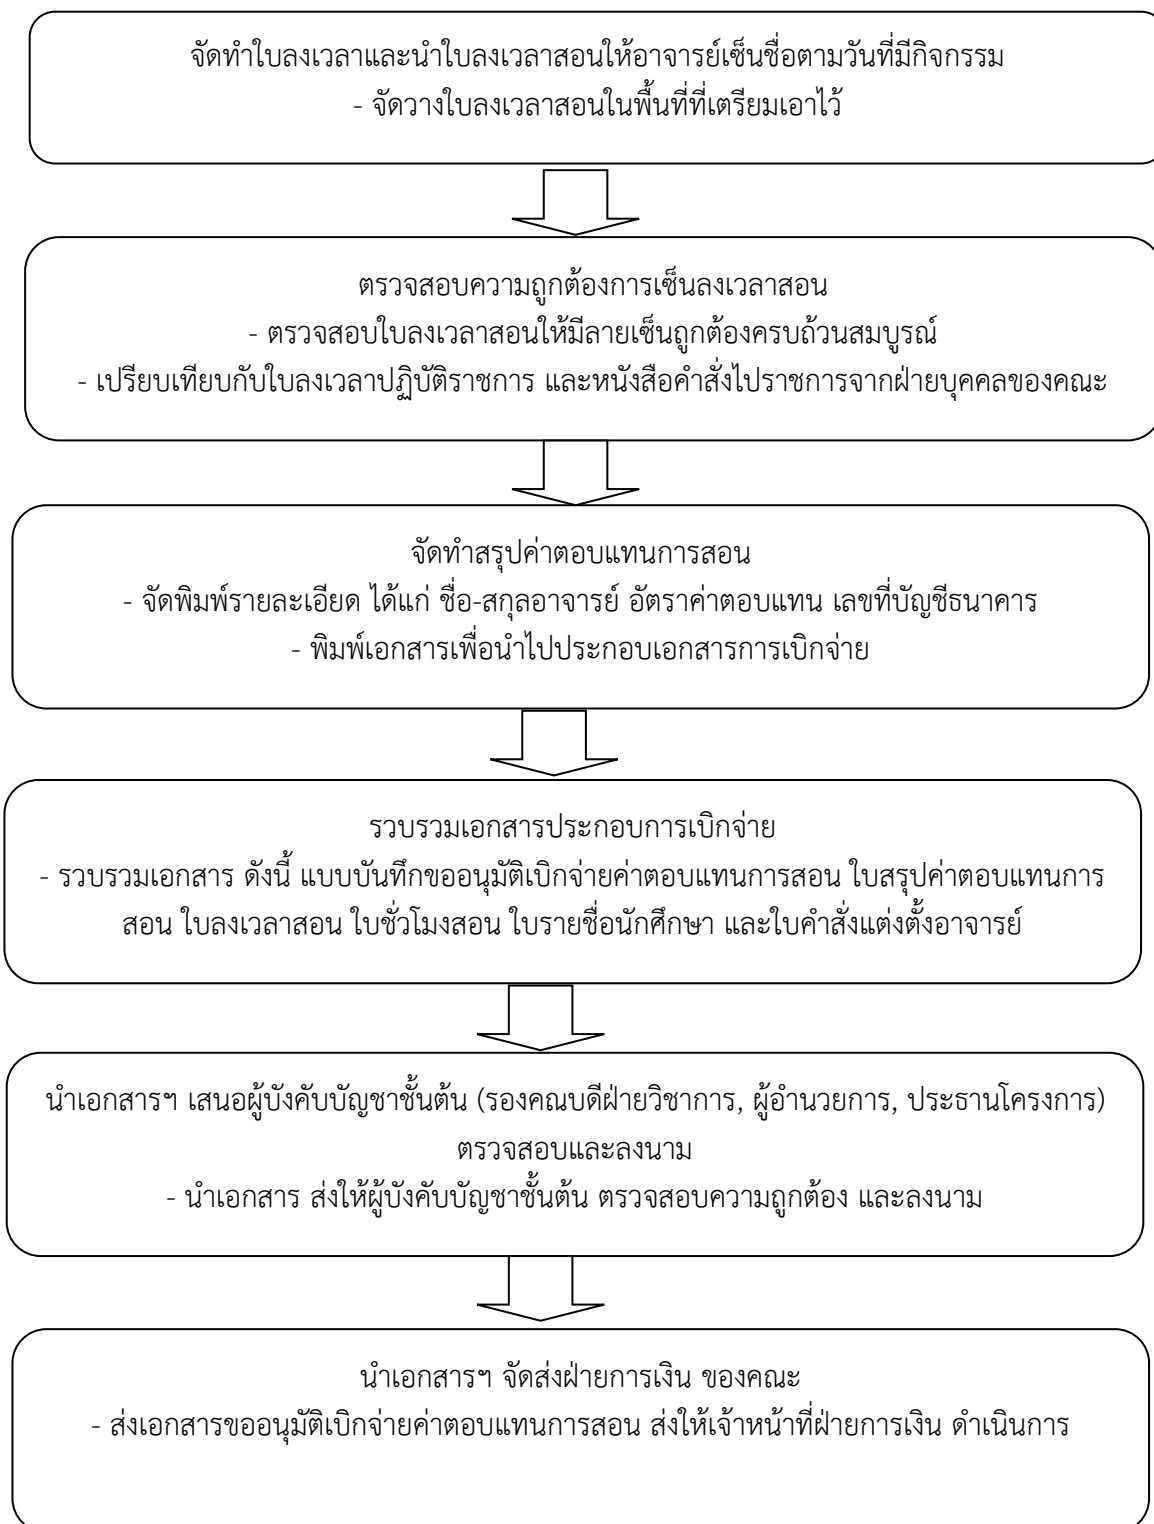 จัดทำใบลงเวลาและนำใบลงเวลาสอนให้อาจารย์เซ็นชื่อตามวันที่มีกิจกรรม
- จัดวางใบลงเวลาสอนในพื้นที่ที่เตรียมเอาไว้
ตรวจสอบความถูกต้องการเซ็นลงเวลาสอน
- ตรวจสอบใบลงเวลาสอนให้มีลายเซ็นถูกต้องครบถ้วนสมบูรณ์
- เปรียบเทียบกับใบลงเวลาปฏิบัติราชการ และหนังสือคำสั่งไปราชการจากฝ่ายบุคคลของคณะ
จัดทำสรุปค่าตอบแทนการสอน
- จัดพิมพ์รายละเอียด ได้แก่ ชื่อ-สกุลอาจารย์ อัตราค่าตอบแทน เลขที่บัญชีธนาคาร
- พิมพ์เอกสารเพื่อนำไปประกอบเอกสารการเบิกจ่าย
รวบรวมเอกสารประกอบการเบิกจ่าย
- รวบรวมเอกสาร ดังนี้ แบบบันทึกขออนุมัติเบิกจ่ายค่าตอบแทนการสอน ใบสรุปค่าตอบแทนการ
สอน ใบลงเวลาสอน ใบชั่วโมงสอน ใบรายชื่อนักศึกษา และใบคำสั่งแต่งตั้งอาจารย์
นำเอกสารฯ เสนอผู้บังคับบัญชาชั้นต้น (รองคณบดีฝ่ายวิชาการ, ผู้อำนวยการ, ประธานโครงการ)
ตรวจสอบและลงนาม
- นำเอกสาร ส่งให้ผู้บังคับบัญชาชั้นต้น ตรวจสอบความถูกต้อง และลงนาม
นำเอกสารฯ จัดส่งฝ่ายการเงิน ของคณะ
- ส่งเอกสารขออนุมัติเบิกจ่ายค่าตอบแทนการสอน ส่งให้เจ้าหน้าที่ฝ่ายการเงิน ดำเนินการ